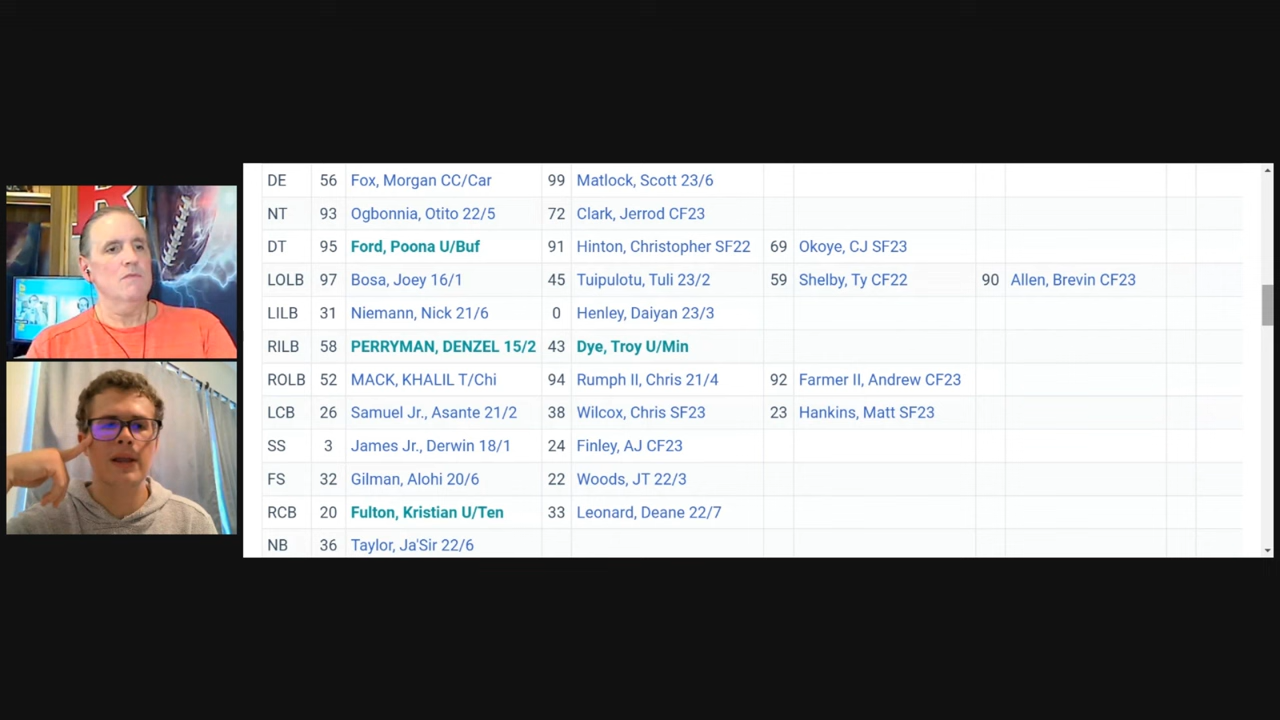 R
DE 56 Fox, Morgan CC/Car 99 Matlock, Scott 23/6
NT 93 Ogbonnia, Otito 22/5 72 Clark, Jerrod CF23
DT 95 Ford, Poona U/Buf 91 Hinton, Christopher SF22 69 Okoye, CJ SF23
LOLB 97 Bosa, Joey 16/1 45 Tuipulotu, Tuli 23/2 59 Shelby, Ty CF22 90 Allen, Brevin CF23
LILB 31 Niemann, Nick 21/6 0 Henley, Daiyan 23/3
RILB 58 PERRYMAN, DENZEL 15/2 43 Dye, Troy U/Min
ROLB 52 MACK, KHALIL T/Chi 94 Rumph II, Chris 21/4 92 Farmer II, Andrew CF23
LCB 26 Samuel Jr., Asante 21/2 38 Wilcox, Chris SF23 23 Hankins, Matt SF23
SS 3 James Jr., Derwin 18/1 24 Finley, AJ CF23
FS 32 Gilman, Alohi 20/6 22 Woods, JT 22/3
RCB 20 Fulton, Kristian U/Ten 33 Leonard, Deane 22/7
NB 36 Taylor, Ja'Sir 22/6